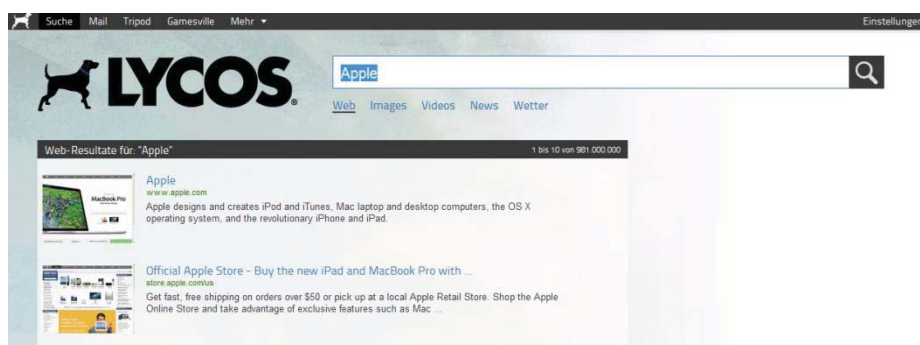 Suche Mail Tripod Gamesville Mehr Einstellungen
LYCOS®
Apple
Web Images Videos News Wetter
Web-Resultate für: "Apple" 1 bis 10 von 981.000.000
Apple
www.apple.com
Apple designs and creates iPod and iTunes, Mac laptop and desktop computers, the OS X
operating system, and the revolutionary iPhone and iPad.
MacBook Pro
Official Apple Store - Buy the new iPad and MacBook Pro with ...
store.apple.com/us
Get fast, free shipping on orders over $50 or pick up at a local Apple Retail Store. Shop the Apple
Online Store and take advantage of exclusive features such as Mac ...